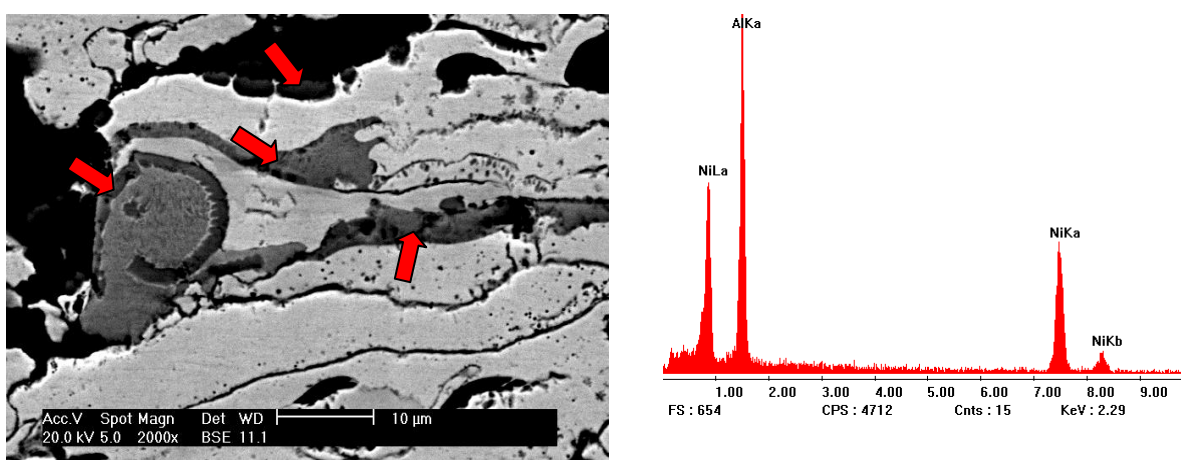 Acc.V Spot Magn Det WD 10 µm
20.0 kV 5.0 2000x BSE 11.1
AlKa
NiLa
NiKa
NiKb
1.00 2.00 3.00 4.00 5.00 6.00 7.00 8.00 9.00
FS : 654 CPS : 4712 Cnts : 15 KeV : 2.29